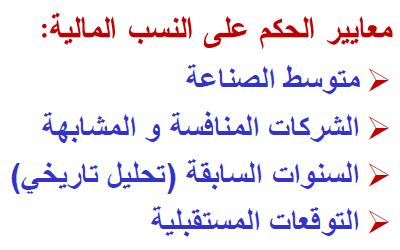 معايير الحكم على النسب المالية:
متوسط الصناعة
الشركات المنافسة و المشابهة
السنوات السابقة (تحليل تاريخي)
التوقعات المستقبلية